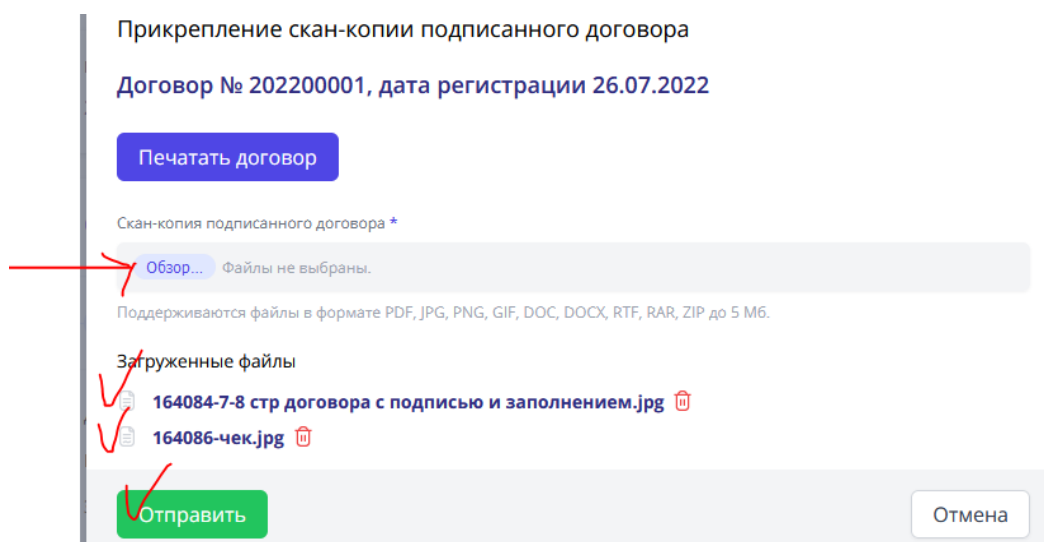 Прикрепление скан-копии подписанного договора
Договор № 202200001, дата регистрации 26.07.2022
Печатать договор
Скан-копия подписанного договора *
Обзор... Файлы не выбраны.
Поддерживаются файлы в формате PDF, JPG, PNG, GIF, DOC, DOCX, RTF, RAR, ZIP до 5 Мб.
Загруженные файлы
164084-7-8 стр договора с подписью и заполнением.jpg
164086-чек.jpg
Отправить Отмена